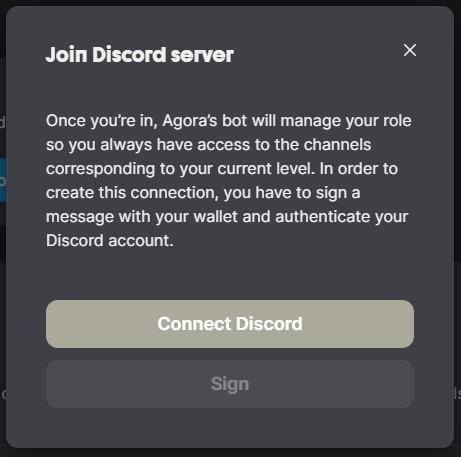 Join Discord server
Once you're in, Agora's bot will manage your role
so you always have access to the channels
corresponding to your current level. In order to
create this connection, you have to sign a
message with your wallet and authenticate your
Discord account.
Connect Discord
Sign